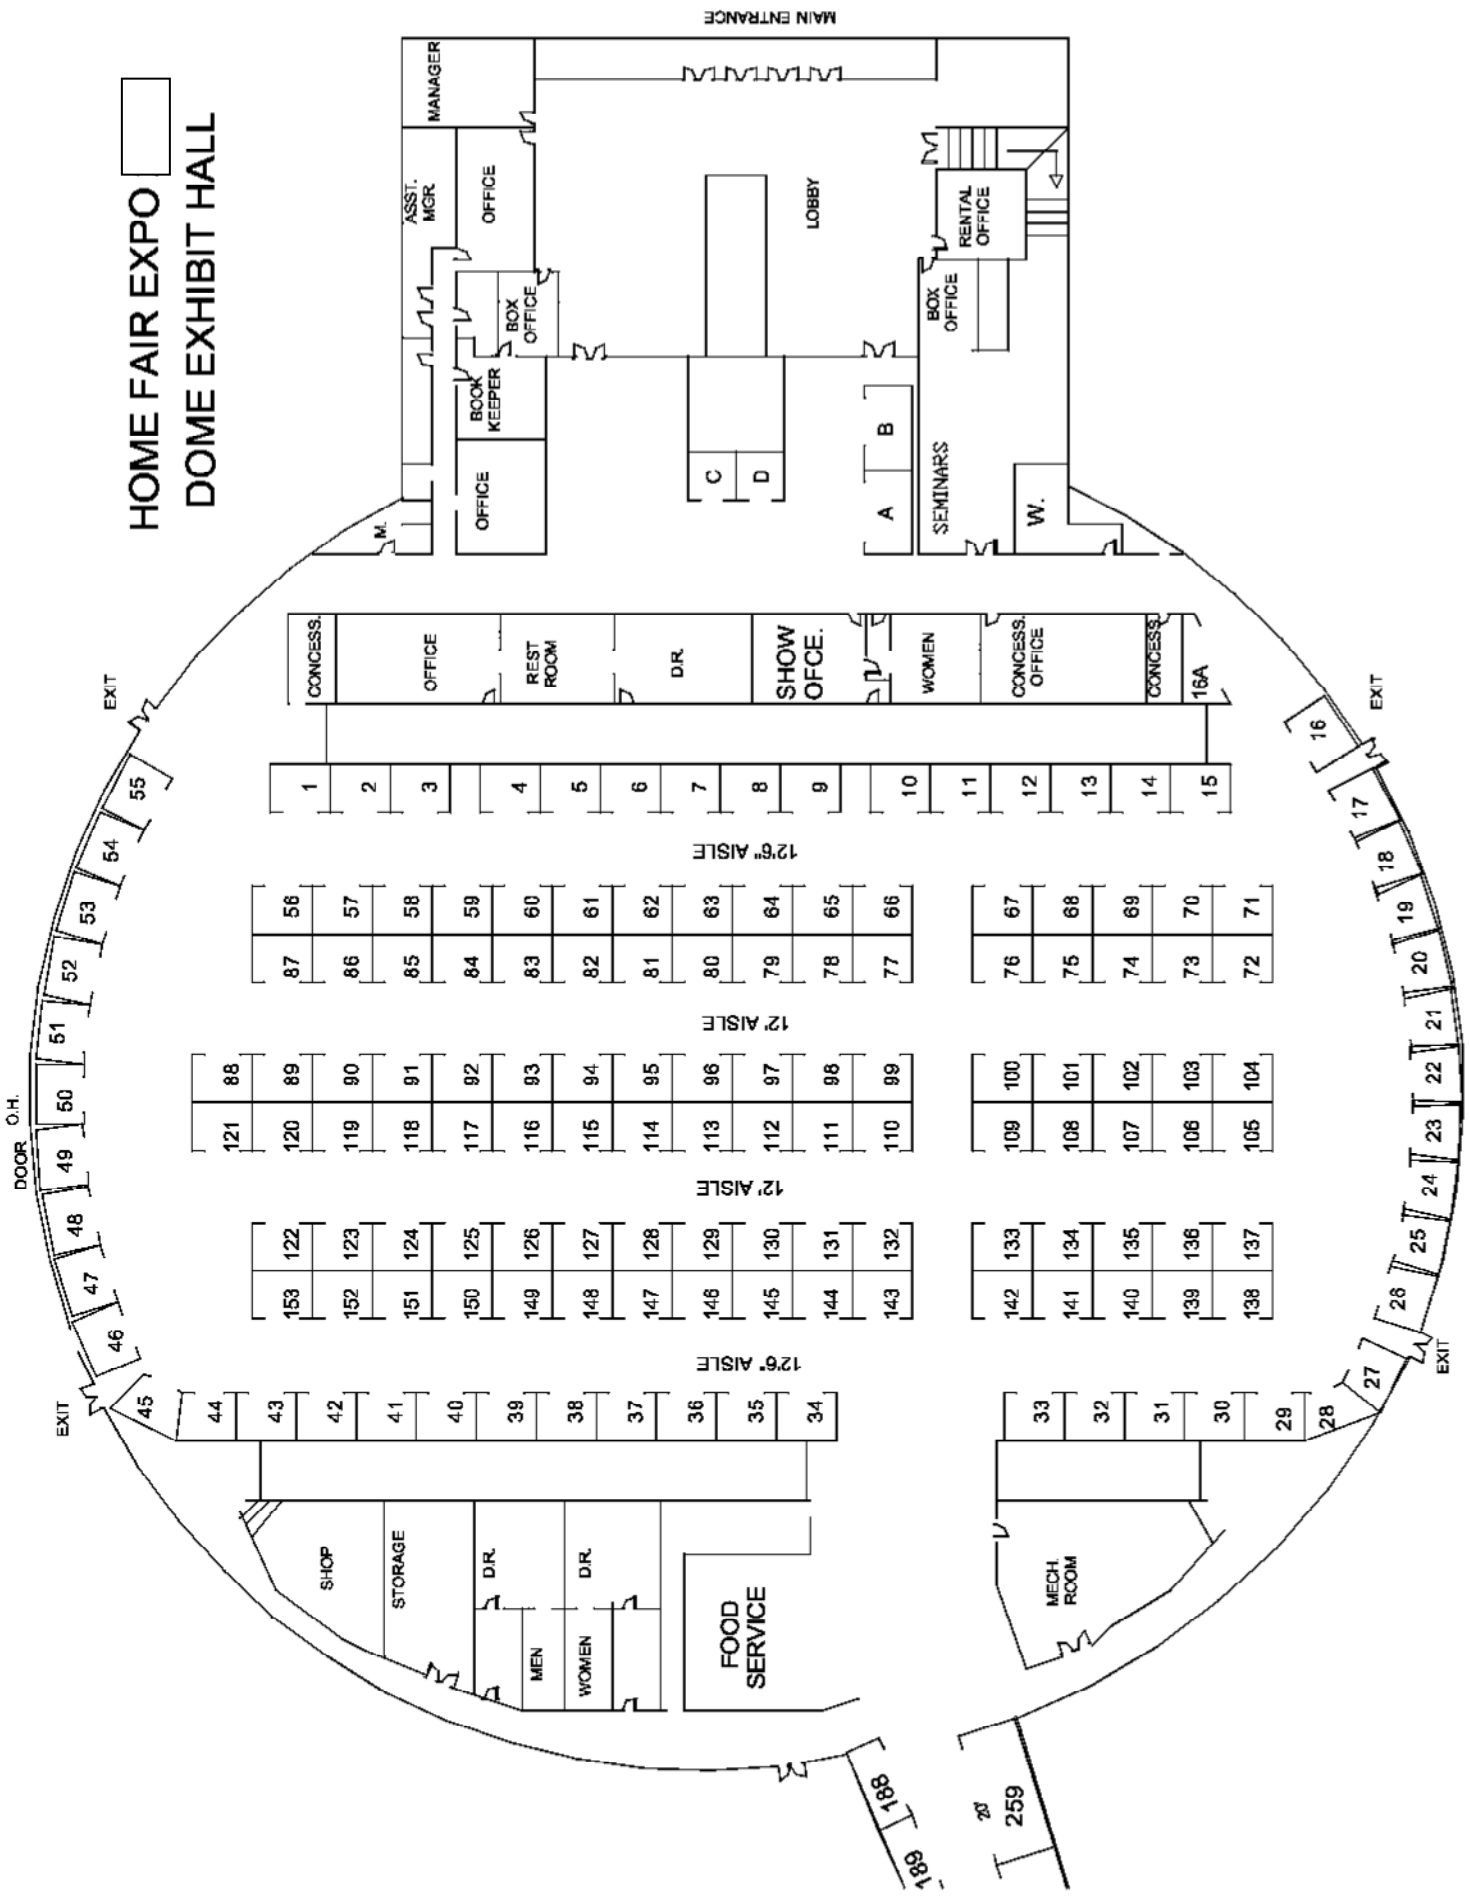 HOME FAIR EXPO
DOME EXHIBIT HALL
MAIN ENTRANCE
MANAGER
ASST.
MGR.
OFFICE
LOBBY
RENTAL
OFFICE
BOX
OFFICE
BOX
OFFICE
BOOK
KEEPER
OFFICE
M.
C
D
A
B
SEMINARS
W.
CONCESS.
OFFICE
REST
ROOM
D.R.
SHOW
OFCE.
WOMEN
CONCESS.
OFFICE
CONCESS.
16A
EXIT
EXIT
1
2
3
4
5
6
7
8
9
10
11
12
13
14
15
16
17
18
19
20
21
22
23
24
25
26
27
28
29
30
31
32
33
34
35
36
37
38
39
40
41
42
43
44
45
46
47
48
49
50
51
52
53
54
55
DOOR
O.H.
12'6" AISLE
56
57
58
59
60
61
62
63
64
65
66
67
68
69
70
71
87
86
85
84
83
82
81
80
79
78
77
76
75
74
73
72
12' AISLE
88
89
90
91
92
93
94
95
96
97
98
99
100
101
102
103
104
121
120
119
118
117
116
115
114
113
112
111
110
109
108
107
106
105
12' AISLE
122
123
124
125
126
127
128
129
130
131
132
133
134
135
136
137
153
152
151
150
149
148
147
146
145
144
143
142
141
140
139
138
12'6" AISLE
EXIT
EXIT
SHOP
STORAGE
D.R.
D.R.
MEN
WOMEN
FOOD
SERVICE
MECH.
ROOM
188
189
20'
259